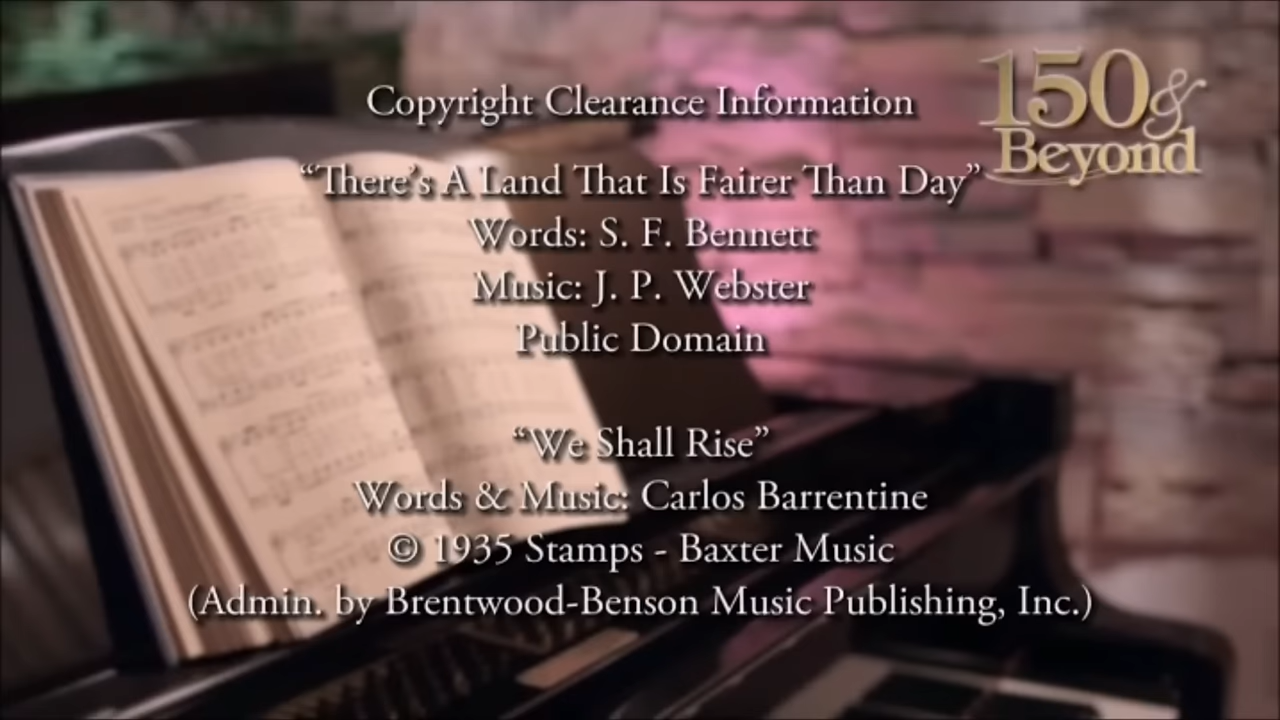 Copyright Clearance Information
150&
Beyond
“There’s A Land That Is Fairer Than Day”
Words: S. F. Bennett
Music: J. P. Webster
Public Domain
“We Shall Rise”
Words & Music: Carlos Barrentine
© 1935 Stamps - Baxter Music
(Admin. by Brentwood-Benson Music Publishing, Inc.)